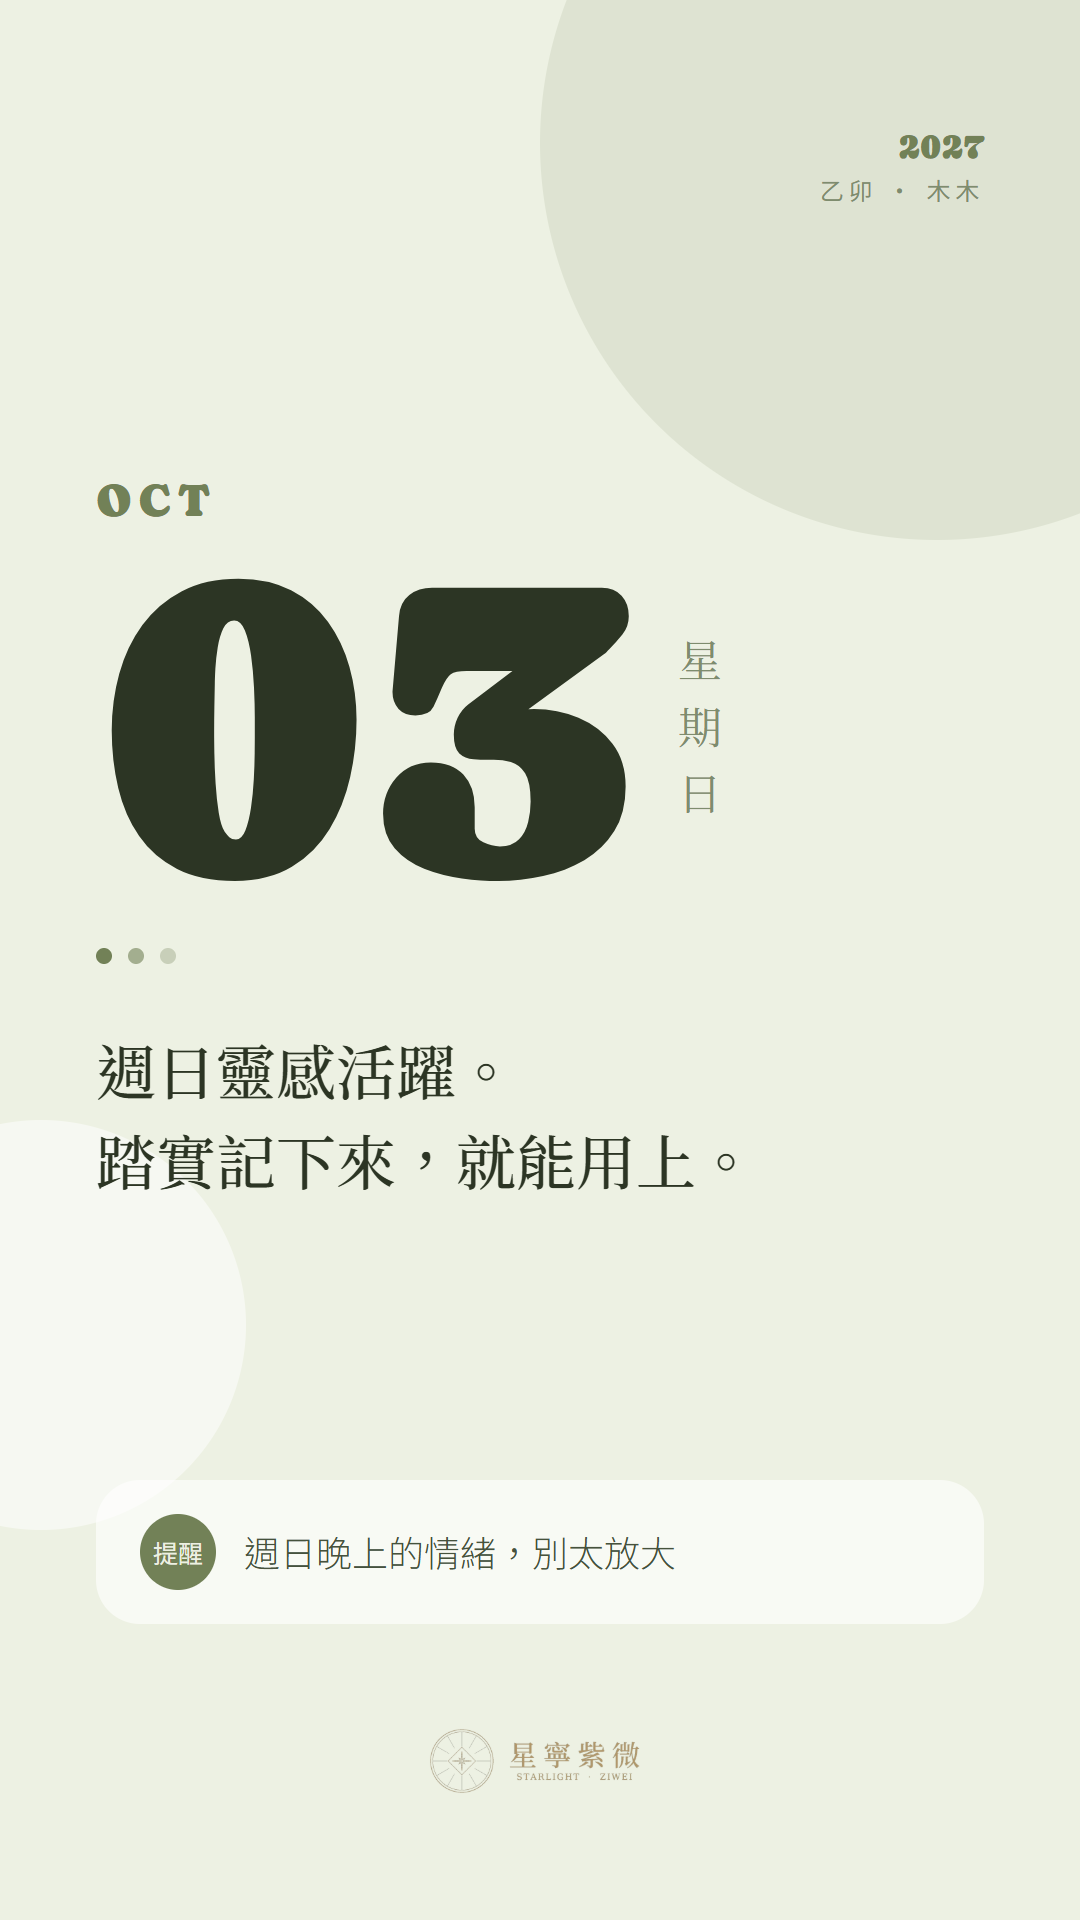 2027
乙卯 · 木木
OCT
03
星期日
週日靈感活躍。
踏實記下來，就能用上。
提醒 週日晚上的情緒，別太放大
星寧紫微
STARLIGHT · ZIWEI